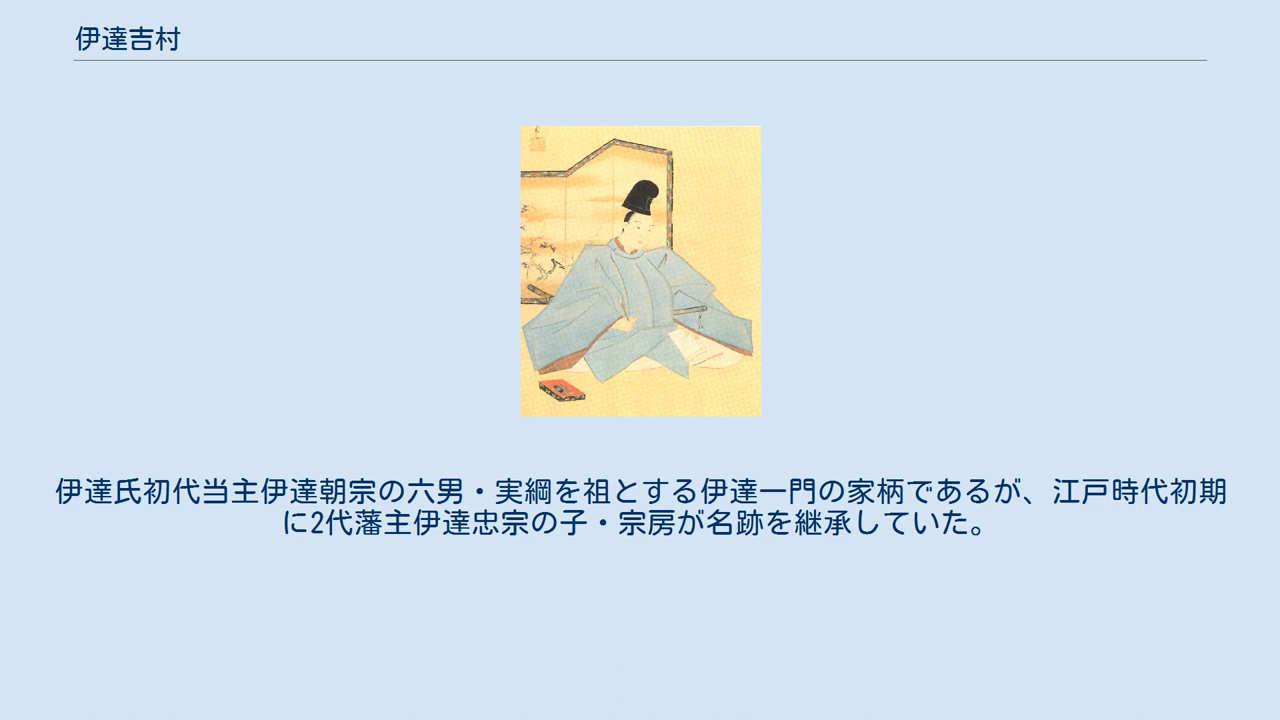 伊達吉村
伊達氏初代当主伊達朝宗の六男・実綱を祖とする伊達一門の家柄であるが、江戸時代初期
に2代藩主伊達忠宗の子・宗房が名跡を継承していた。